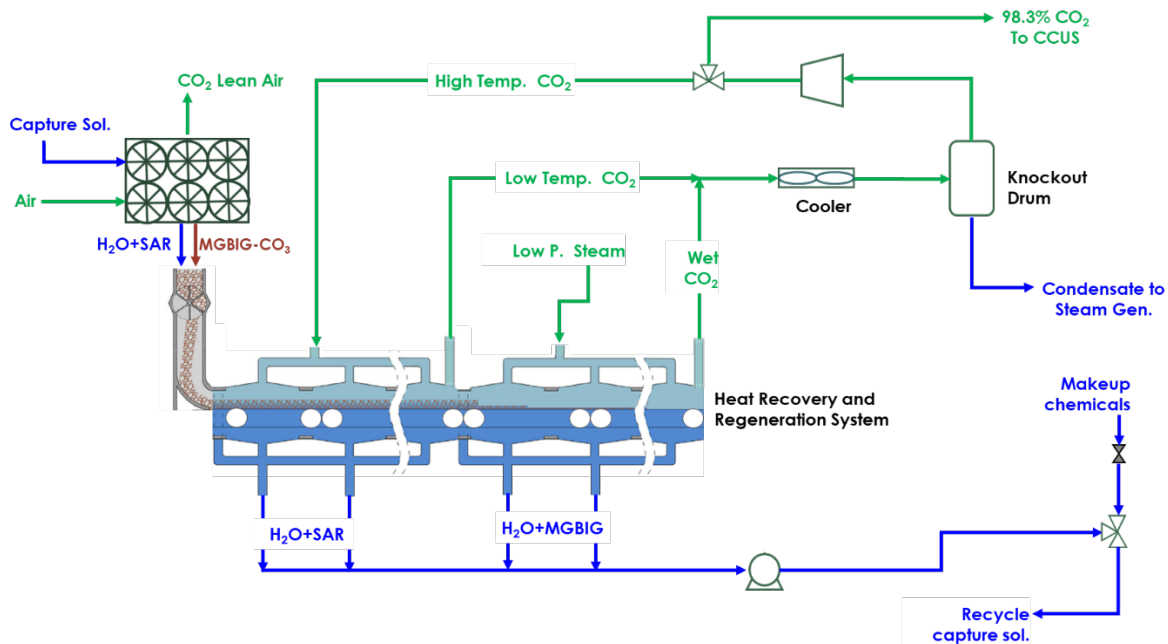 98.3% CO₂
To CCUS
High Temp. CO₂
CO₂ Lean Air
Capture Sol.
Low Temp. CO₂
Cooler
Knockout
Drum
Air
H₂O+SAR
MGBIG-CO₃
Low P. Steam
Wet
CO₂
Condensate to
Steam Gen.
Heat Recovery and
Regeneration System
Makeup
chemicals
H₂O+SAR
H₂O+MGBIG
Recycle
capture sol.